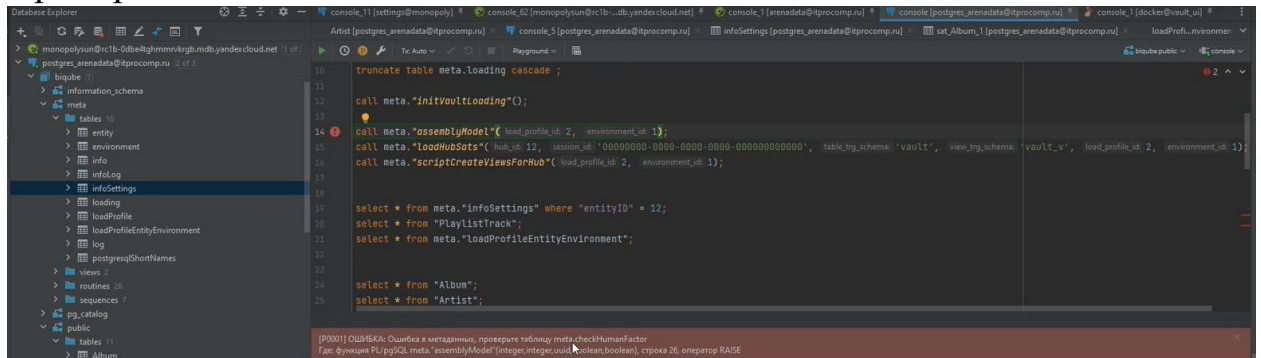 Database Explorer
console_11 [settings@monopoly]
console_62 [monopolysun@rc1b-...db.yandexcloud.net]
console_1 [arenadata@itprocomp.ru]
console [postgres_arenadata@itprocomp.ru]
console_1 [docker@vault_ui]
Artist [postgres_arenadata@itprocomp.ru]
console_5 [postgres_arenadata@itprocomp.ru]
infoSettings [postgres_arenadata@itprocomp.ru]
sat_Album_1 [postgres_arenadata@itprocomp.ru]
loadProfi...nvironmen
Tx: Auto
Playground
biqube.public
console
monopolysun@rc1b-0dbe4tghmmrvkrgb.mdb.yandexcloud.net 1 of
postgres_arenadata@itprocomp.ru 2 of 3
biqube 7
information_schema
meta
tables 10
entity
environment
info
infoLog
infoSettings
loading
loadProfile
loadProfileEntityEnvironment
log
postgresqlShortNames
views 2
routines 26
sequences 7
pg_catalog
public
tables 11
Album
2
10 truncate table meta.loading cascade ;
11
12 call meta."initVaultLoading"();
13
14 call meta."assemblyModel"( load_profile_id: 2, environment_id: 1);
15 call meta."loadHubSats"( hub_id: 12, session_id: '00000000-0000-0000-0000-000000000000', table_trg_schema: 'vault', view_trg_schema: 'vault_v', load_profile_id: 2, environment_id: 1);
16 call meta."scriptCreateViewsForHub"( load_profile_id: 2, environment_id: 1);
17
18
19 select * from meta."infoSettings" where "entityID" = 12;
20 select * from "PlaylistTrack";
21 select * from meta."loadProfileEntityEnvironment";
22
23
24 select * from "Album";
25 select * from "Artist";
[P0001] ОШИБКА: Ошибка в метаданных, проверьте таблицу meta.checkHumanFactor
Где: функция PL/pgSQL meta."assemblyModel"(integer,integer,uuid,boolean,boolean), строка 26, оператор RAISE